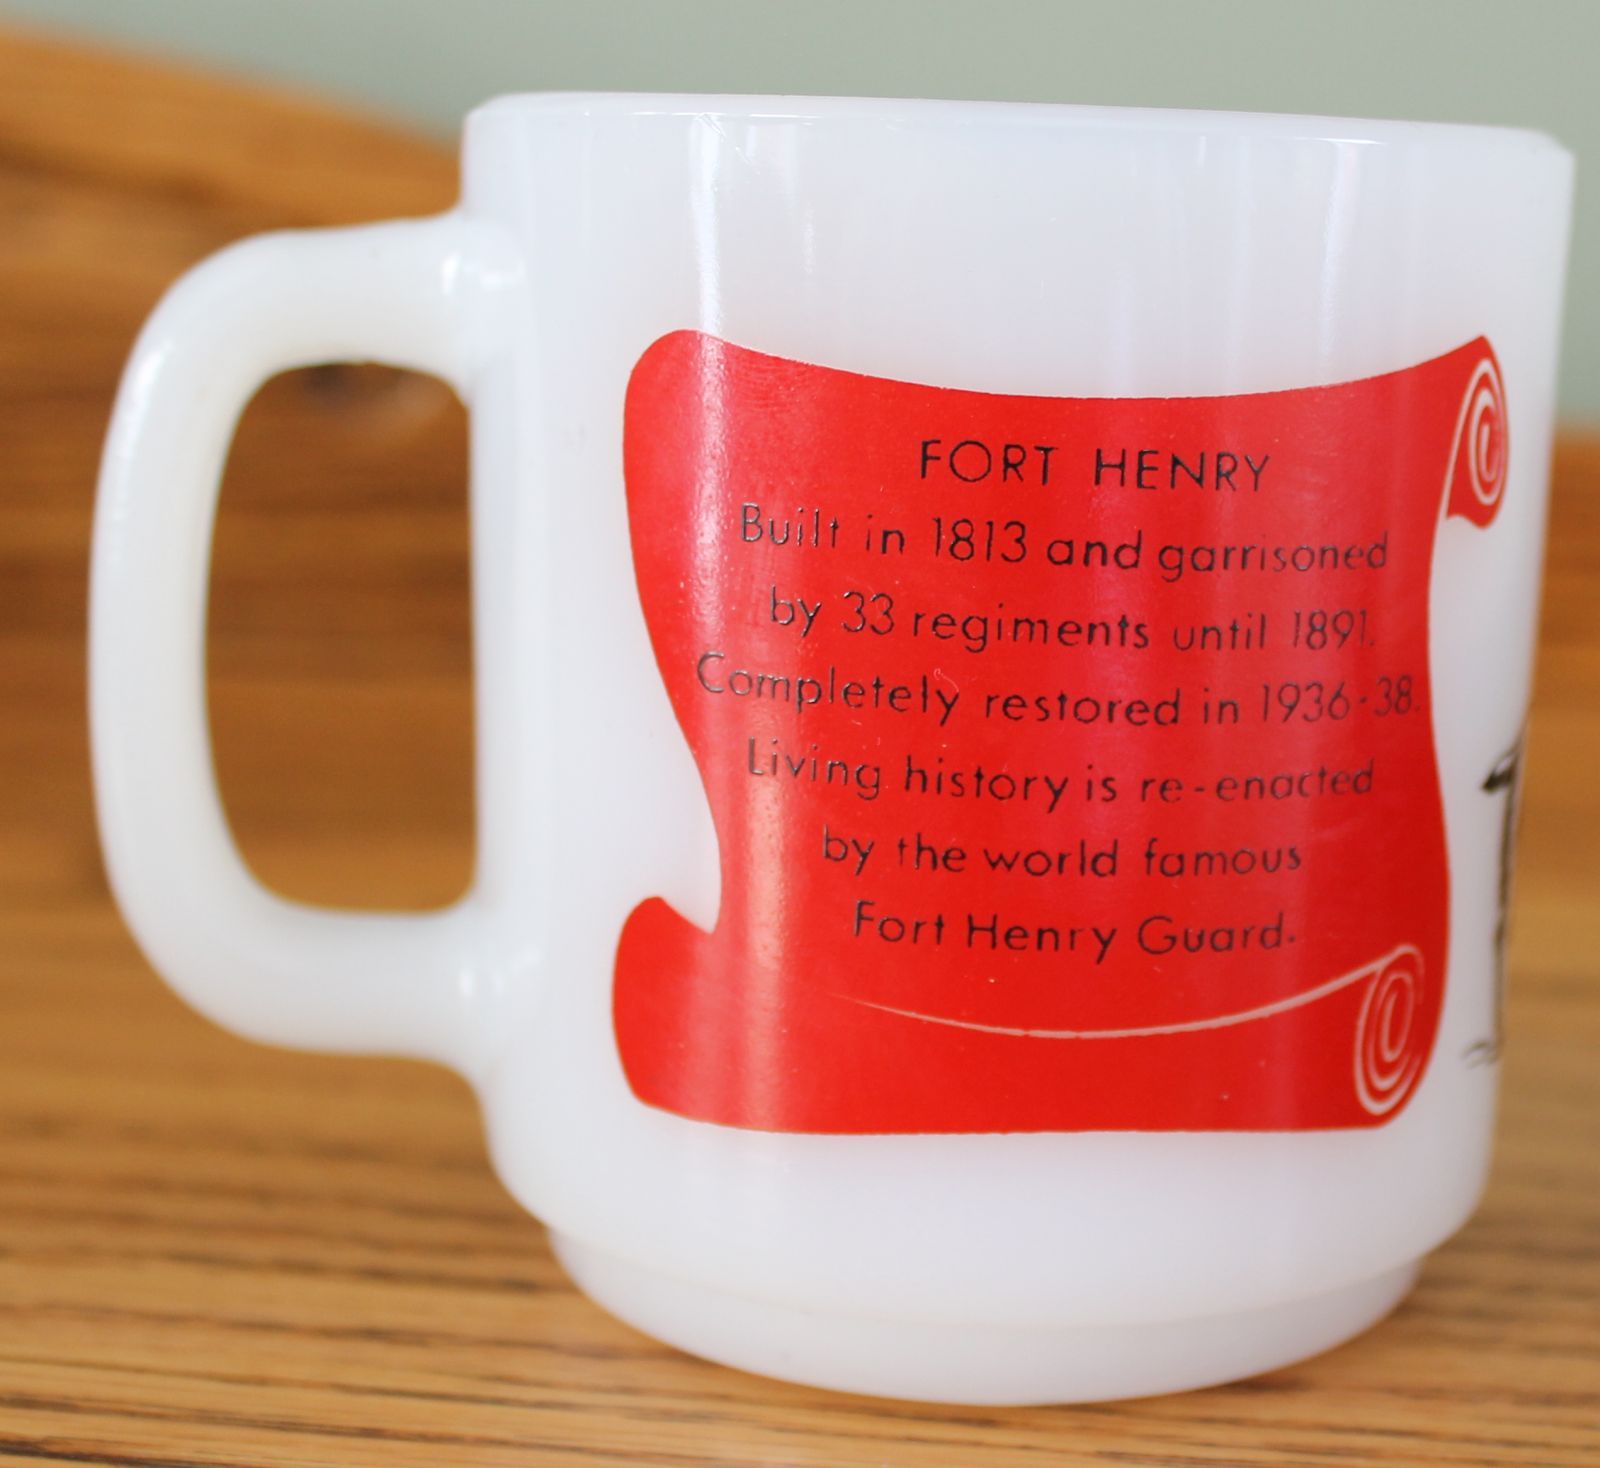 FORT HENRY
Built in 1813 and garrisoned
by 33 regiments until 1891.
Completely restored in 1936-38.
Living history is re-enacted
by the world famous
Fort Henry Guard.